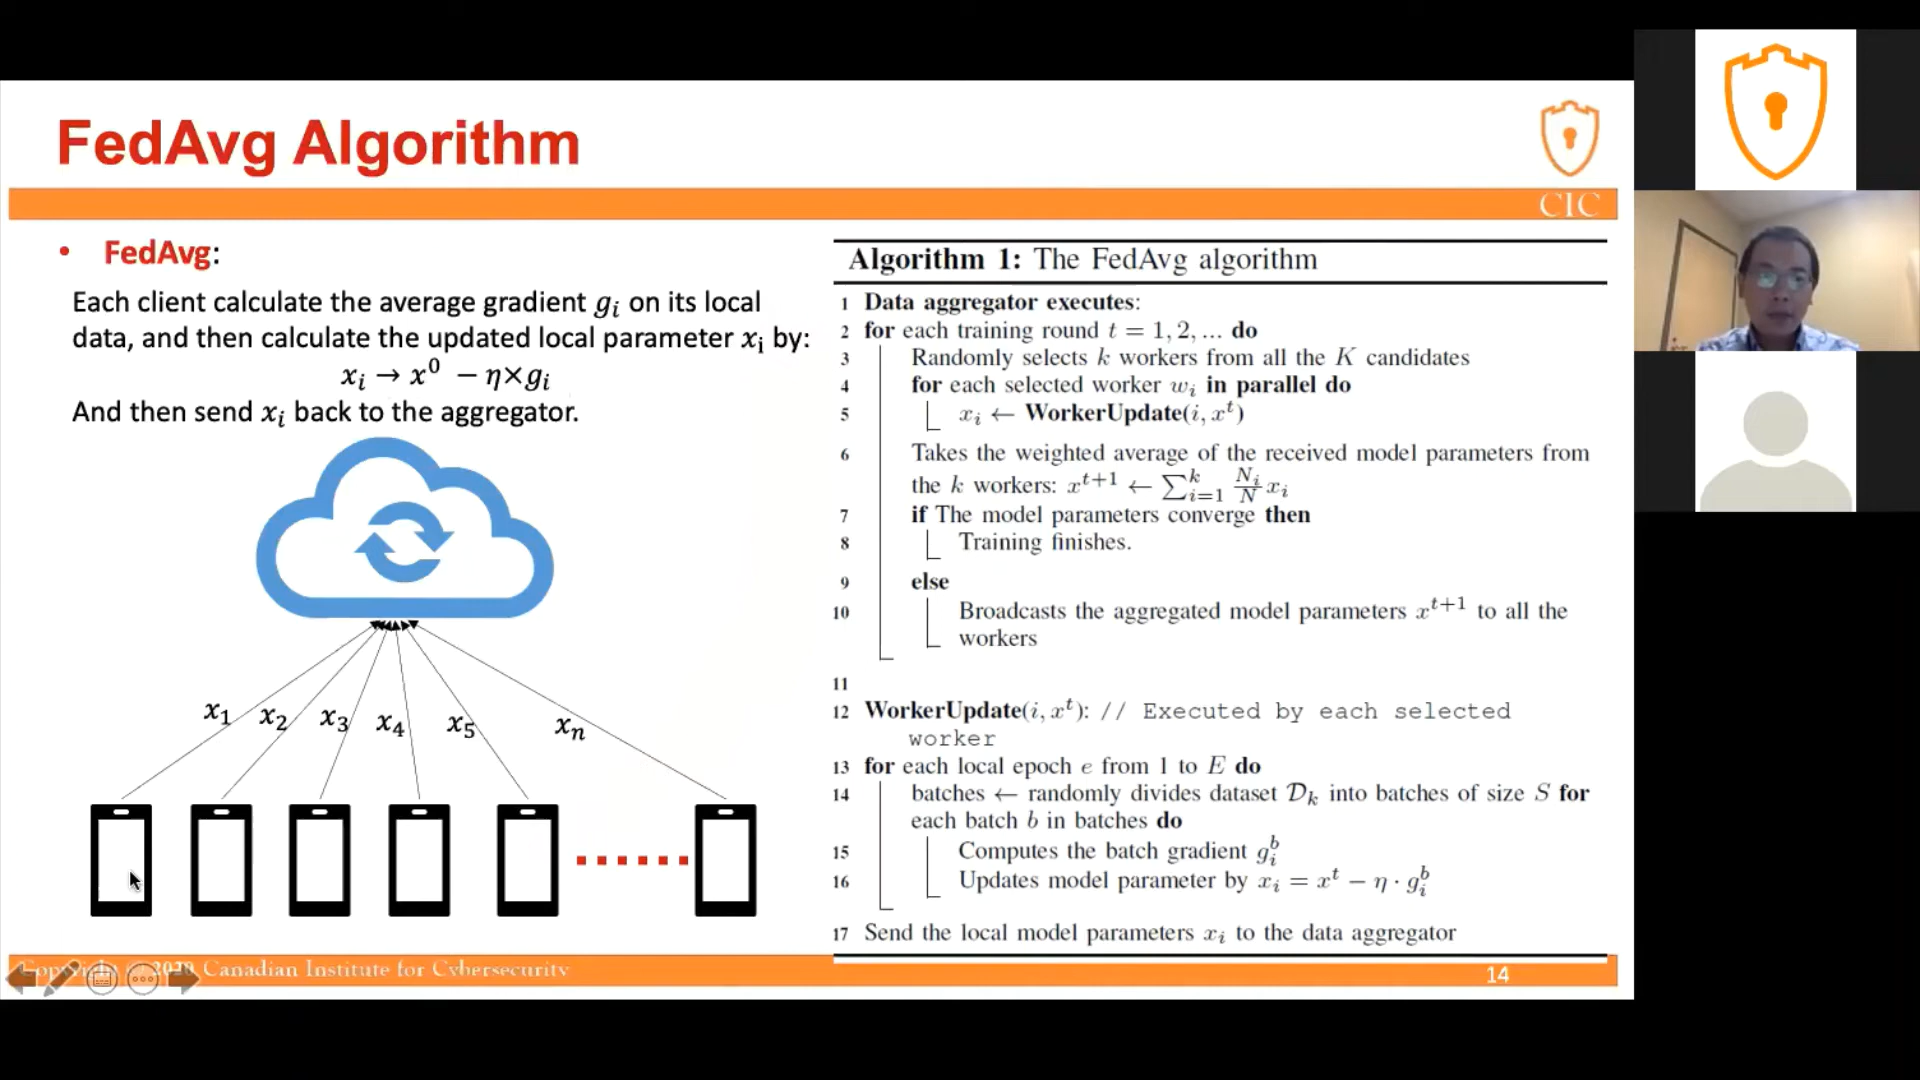 FedAvg Algorithm
CIC
• FedAvg:
Each client calculate the average gradient gᵢ on its local
data, and then calculate the updated local parameter xᵢ by:
xᵢ → x⁰ − η×gᵢ
And then send xᵢ back to the aggregator.
x₁ x₂ x₃ x₄ x₅ xₙ
Algorithm 1: The FedAvg algorithm
1 Data aggregator executes:
2 for each training round t = 1, 2, ... do
3 Randomly selects k workers from all the K candidates
4 for each selected worker wᵢ in parallel do
5 xᵢ ← WorkerUpdate(i, xᵗ)
6 Takes the weighted average of the received model parameters from
the k workers: xᵗ⁺¹ ← ∑ᵢ₌₁ᵏ Nᵢ/N xᵢ
7 if The model parameters converge then
8 Training finishes.
9 else
10 Broadcasts the aggregated model parameters xᵗ⁺¹ to all the
workers
11
12 WorkerUpdate(i, xᵗ): // Executed by each selected
worker
13 for each local epoch e from 1 to E do
14 batches ← randomly divides dataset 𝒟ₖ into batches of size S for
each batch b in batches do
15 Computes the batch gradient gᵢᵇ
16 Updates model parameter by xᵢ = xᵗ − η · gᵢᵇ
17 Send the local model parameters xᵢ to the data aggregator
Copyright © 2020 Canadian Institute for Cybersecurity
14